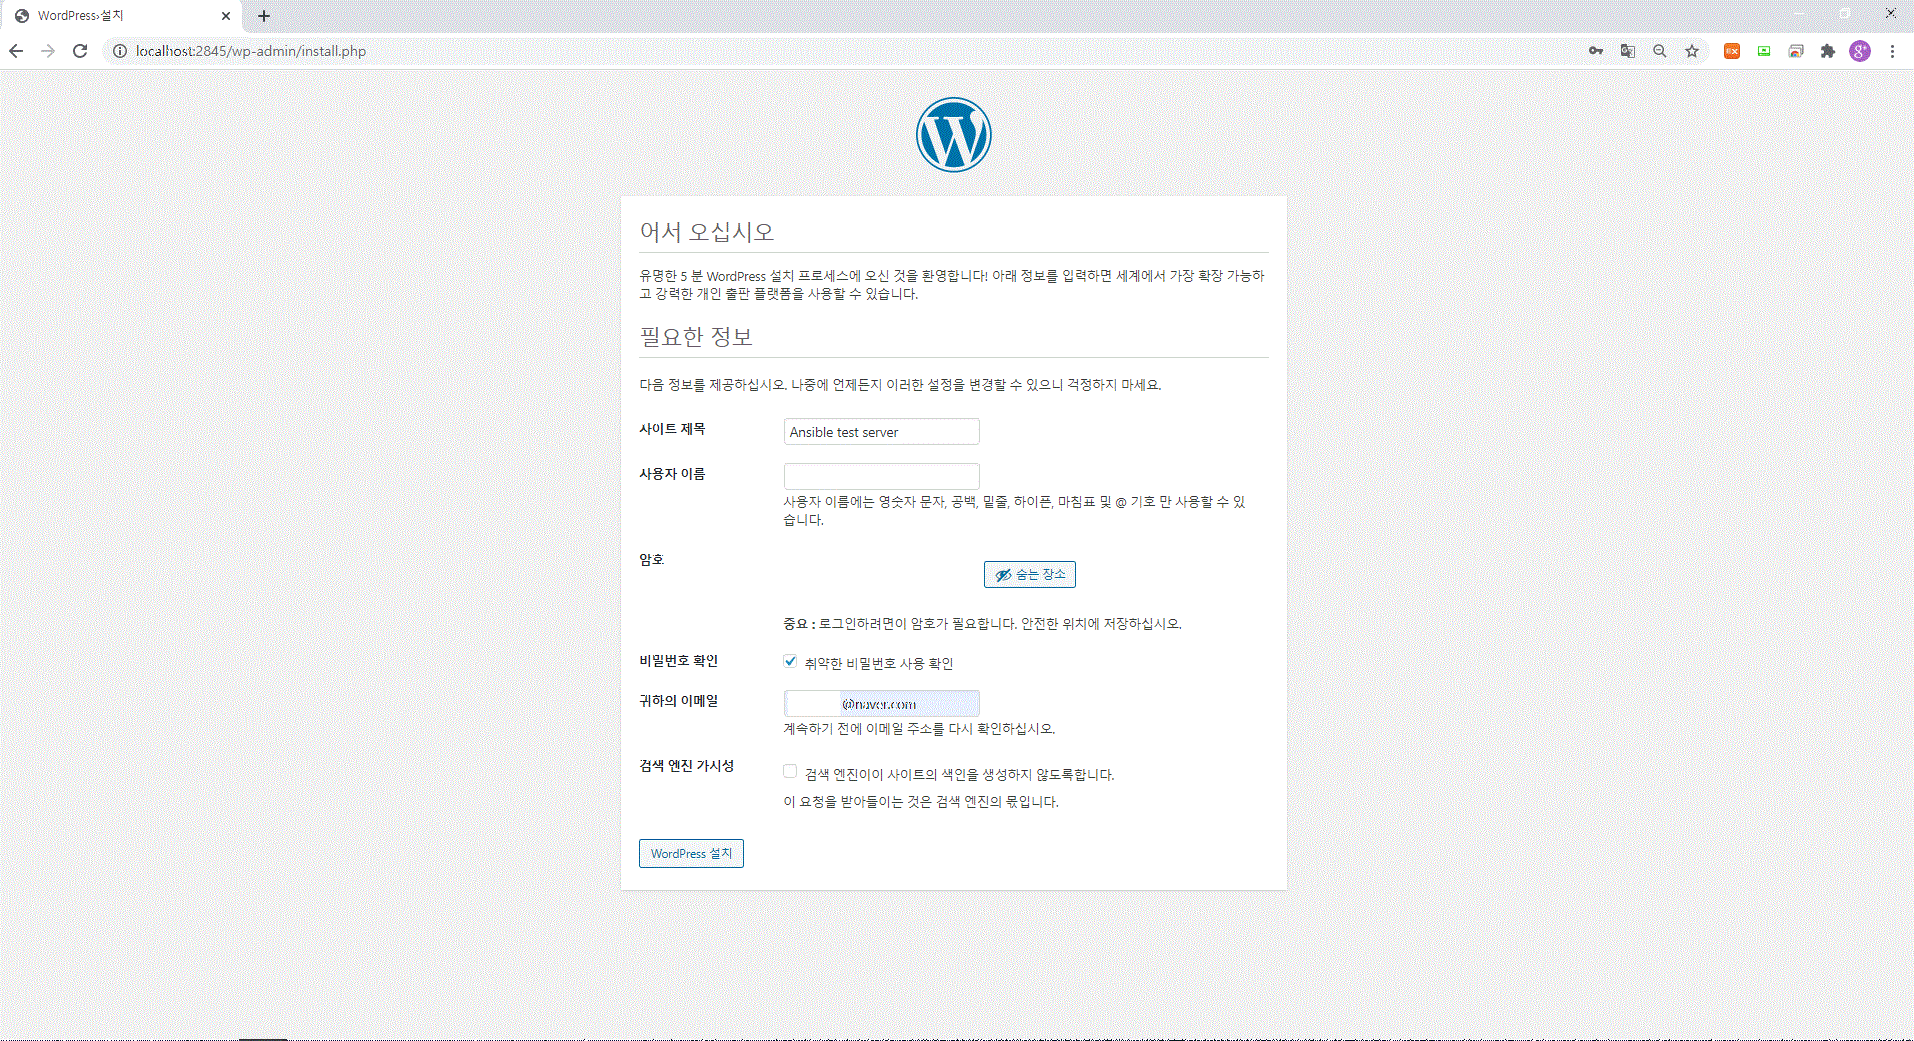 WordPress›설치
localhost:2845/wp-admin/install.php
어서 오십시오
유명한 5 분 WordPress 설치 프로세스에 오신 것을 환영합니다! 아래 정보를 입력하면 세계에서 가장 확장 가능하
고 강력한 개인 출판 플랫폼을 사용할 수 있습니다.
필요한 정보
다음 정보를 제공하십시오. 나중에 언제든지 이러한 설정을 변경할 수 있으니 걱정하지 마세요.
사이트 제목
Ansible test server
사용자 이름
사용자 이름에는 영숫자 문자, 공백, 밑줄, 하이픈, 마침표 및 @ 기호 만 사용할 수 있
습니다.
암호
숨는 장소
중요 : 로그인하려면이 암호가 필요합니다. 안전한 위치에 저장하십시오.
비밀번호 확인
취약한 비밀번호 사용 확인
귀하의 이메일
@naver.com
계속하기 전에 이메일 주소를 다시 확인하십시오.
검색 엔진 가시성
검색 엔진이이 사이트의 색인을 생성하지 않도록합니다.
이 요청을 받아들이는 것은 검색 엔진의 몫입니다.
WordPress 설치